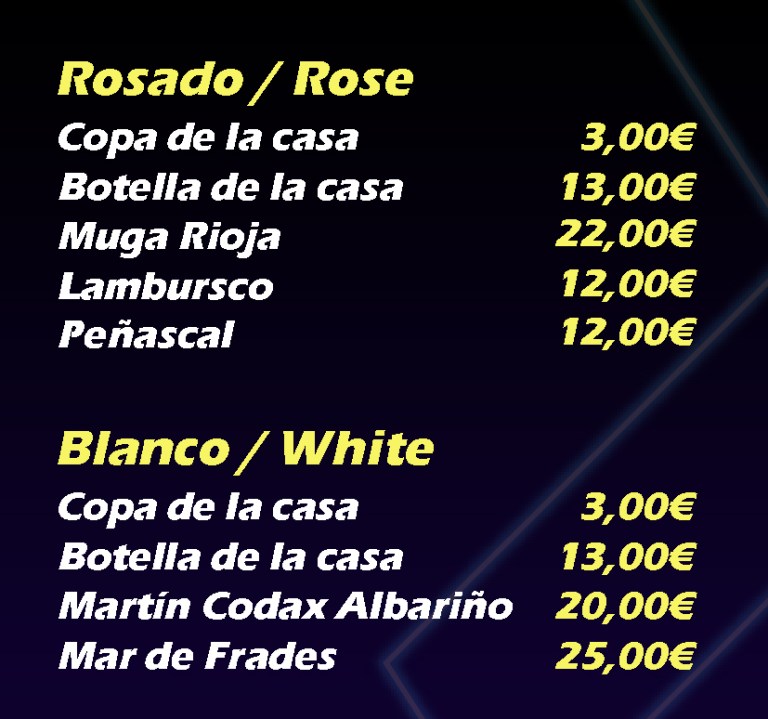 Rosado / Rose
Copa de la casa 3,00€
Botella de la casa 13,00€
Muga Rioja 22,00€
Lambursco 12,00€
Peñascal 12,00€
Blanco / White
Copa de la casa 3,00€
Botella de la casa 13,00€
Martín Codax Albariño 20,00€
Mar de Frades 25,00€